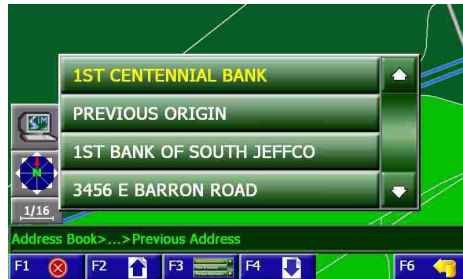 1ST CENTENNIAL BANK
PREVIOUS ORIGIN
SIM
1ST BANK OF SOUTH JEFFCO
N
3456 E BARRON ROAD
1/16
Address Book>...>Previous Address
F1 F2 F3 F4 F6